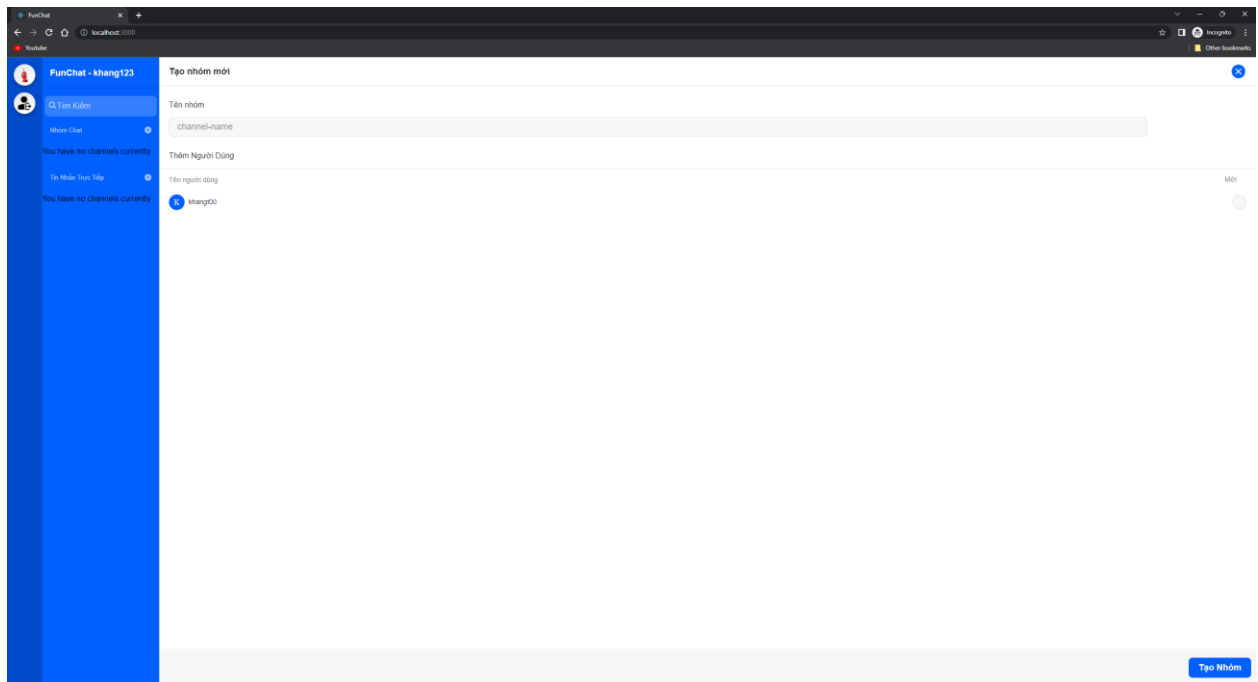 FunChat
localhost:3000
Incognito
Youtube
Other bookmarks
FunChat - khang123
Tìm Kiếm
Nhóm Chat
You have no channels currently
Tin Nhắn Trực Tiếp
You have no channels currently
Tạo nhóm mới
Tên nhóm
channel-name
Thêm Người Dùng
Tên người dùng
Mời
K khangt00
Tạo Nhóm